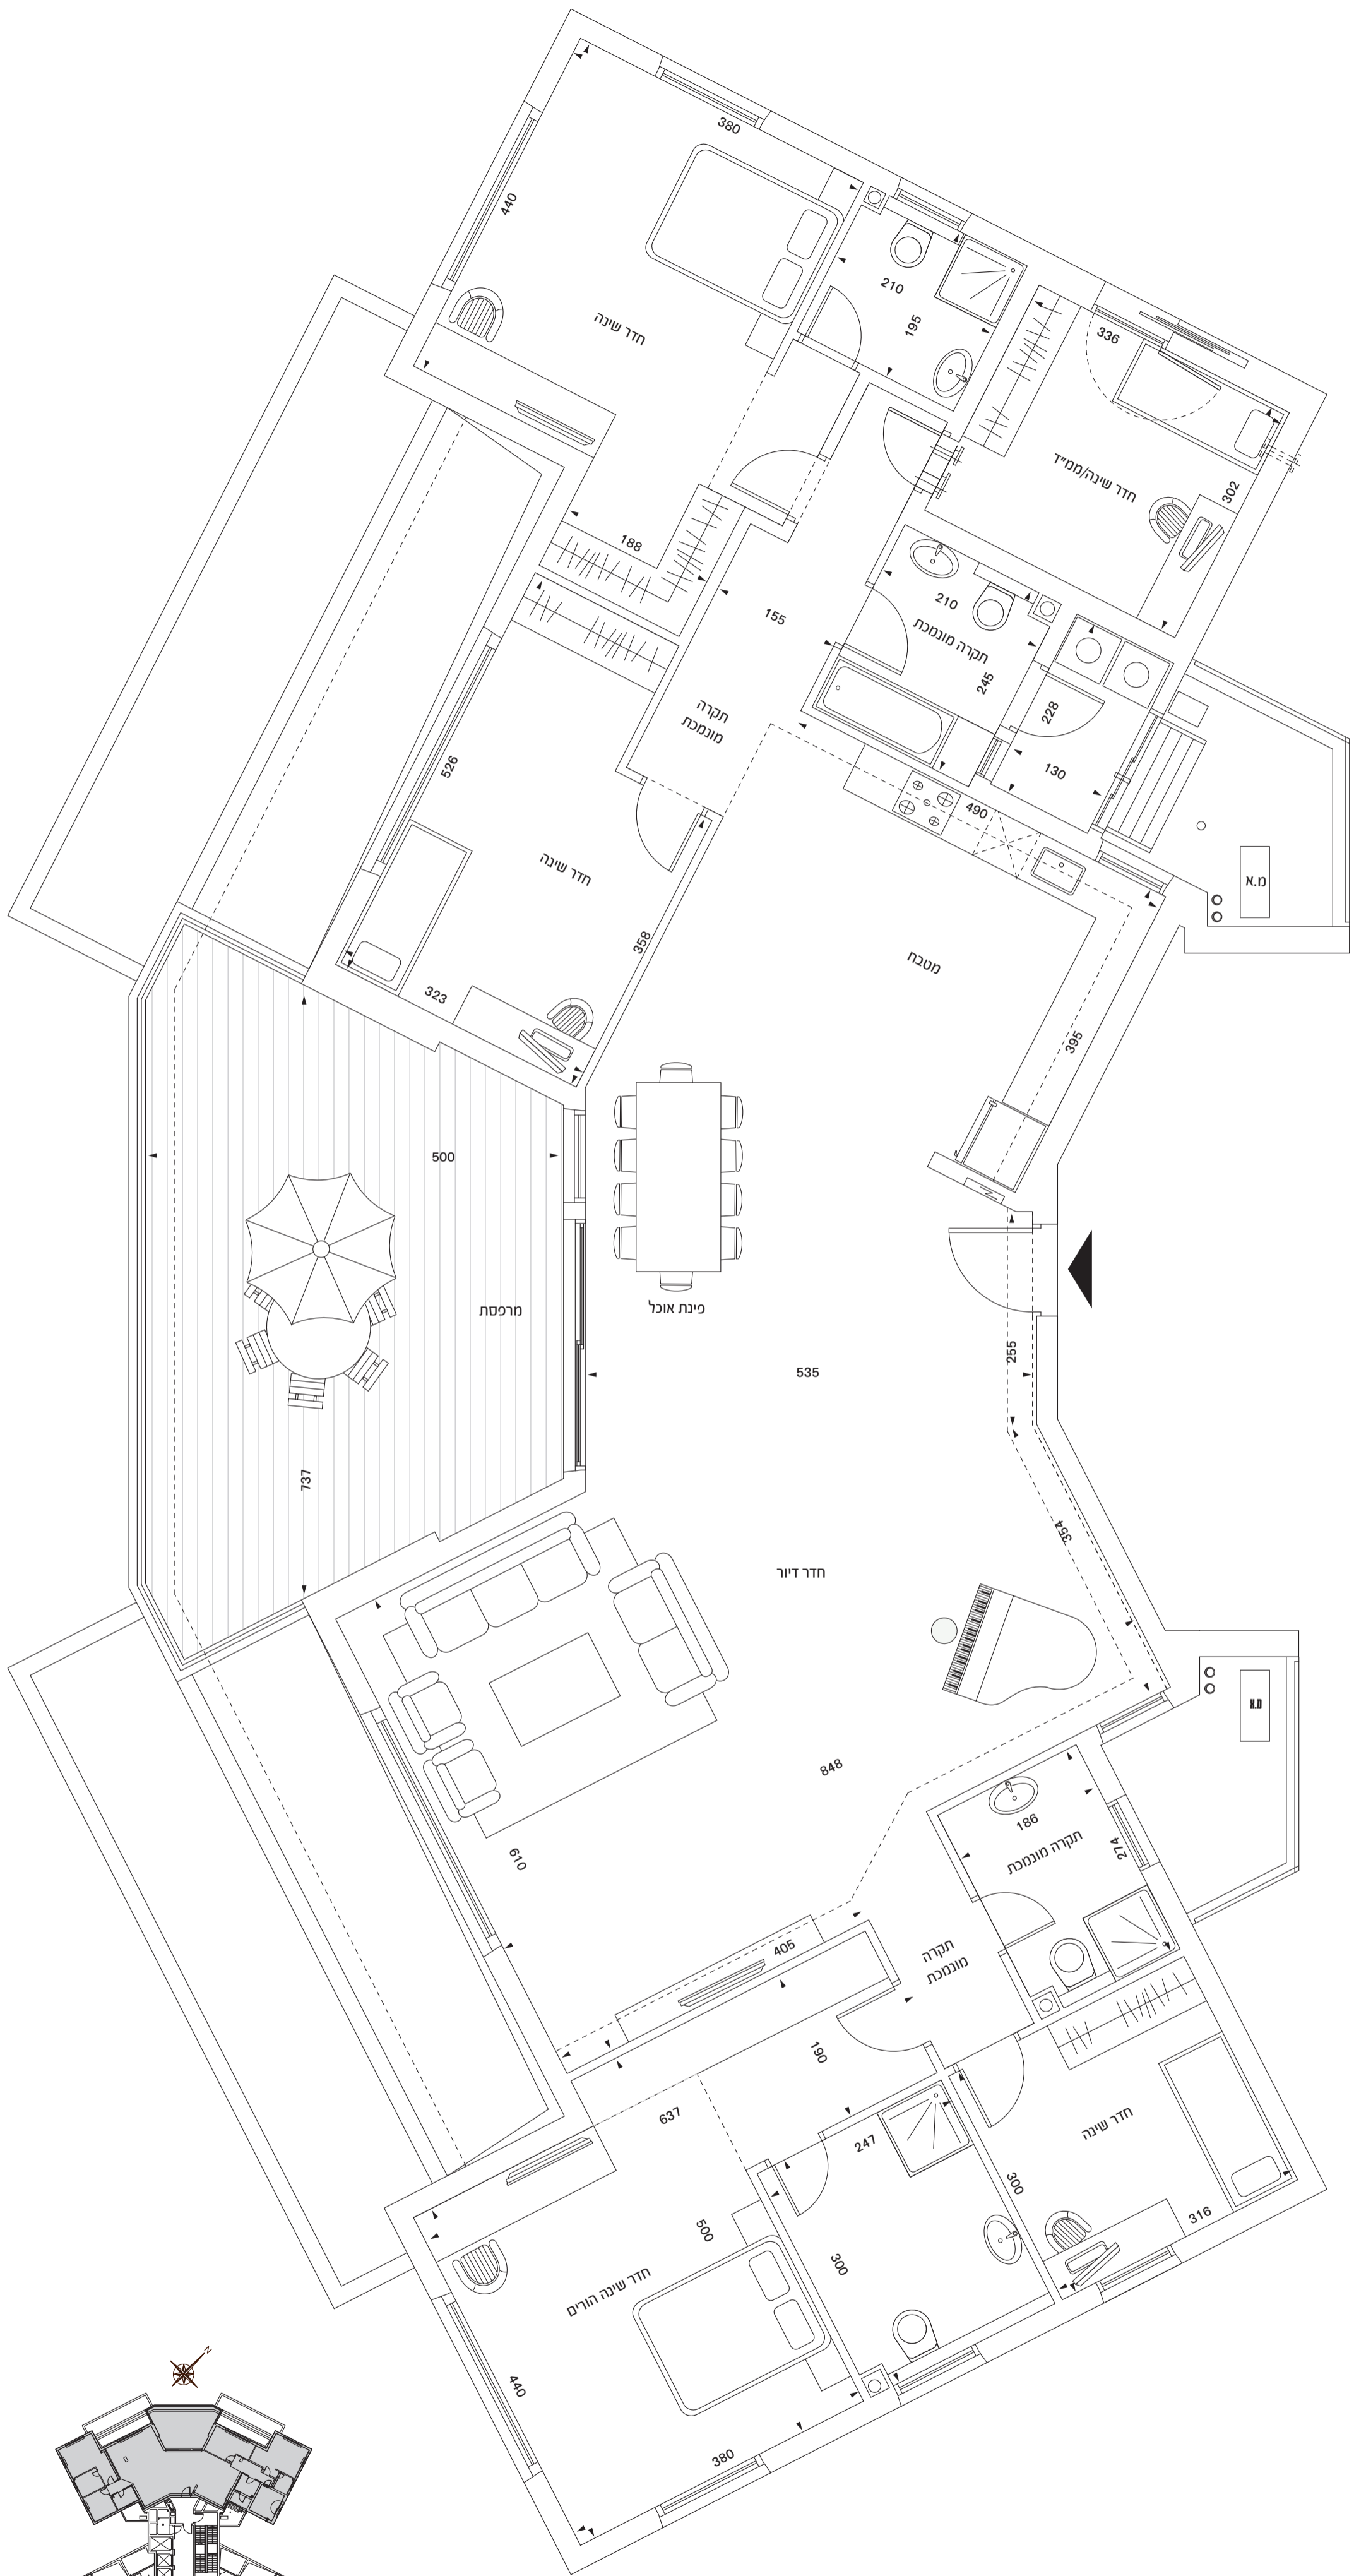 380
440
חדר שינה
210
195
336
חדר שינה/ממ״ד
302
188
155
210
תקרה מונמכת
245
228
130
תקרה
מונמכת
526
490
חדר שינה
358
323
מטבח
מ.א
395
500
מרפסת
פינת אוכל
535
255
737
354
חדר דיור
מ.א
848
610
186
תקרה מונמכת
274
405
תקרה
מונמכת
190
637
247
חדר שינה
300
316
500
300
חדר שינה הורים
440
380
N